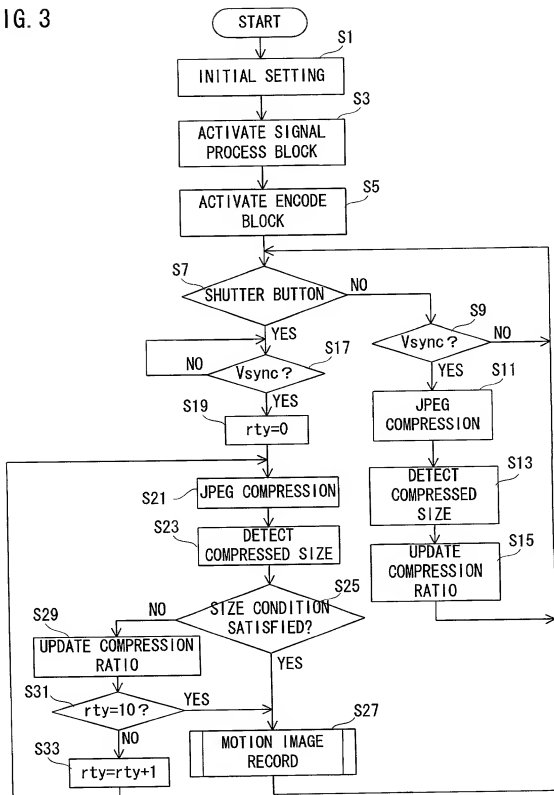 FIG. 3
START
S1
INITIAL SETTING
S3
ACTIVATE SIGNAL
PROCESS BLOCK
S5
ACTIVATE ENCODE
BLOCK
S7
SHUTTER BUTTON
NO
YES
S9
Vsync?
NO
YES
S11
JPEG
COMPRESSION
S13
DETECT
COMPRESSED
SIZE
S15
UPDATE
COMPRESSION
RATIO
S17
Vsync?
NO
YES
S19
rty=0
S21
JPEG COMPRESSION
S23
DETECT
COMPRESSED SIZE
S25
SIZE CONDITION
SATISFIED?
NO
YES
S29
UPDATE COMPRESSION
RATIO
S31
rty=10?
YES
NO
S27
MOTION IMAGE
RECORD
S33
rty=rty+1